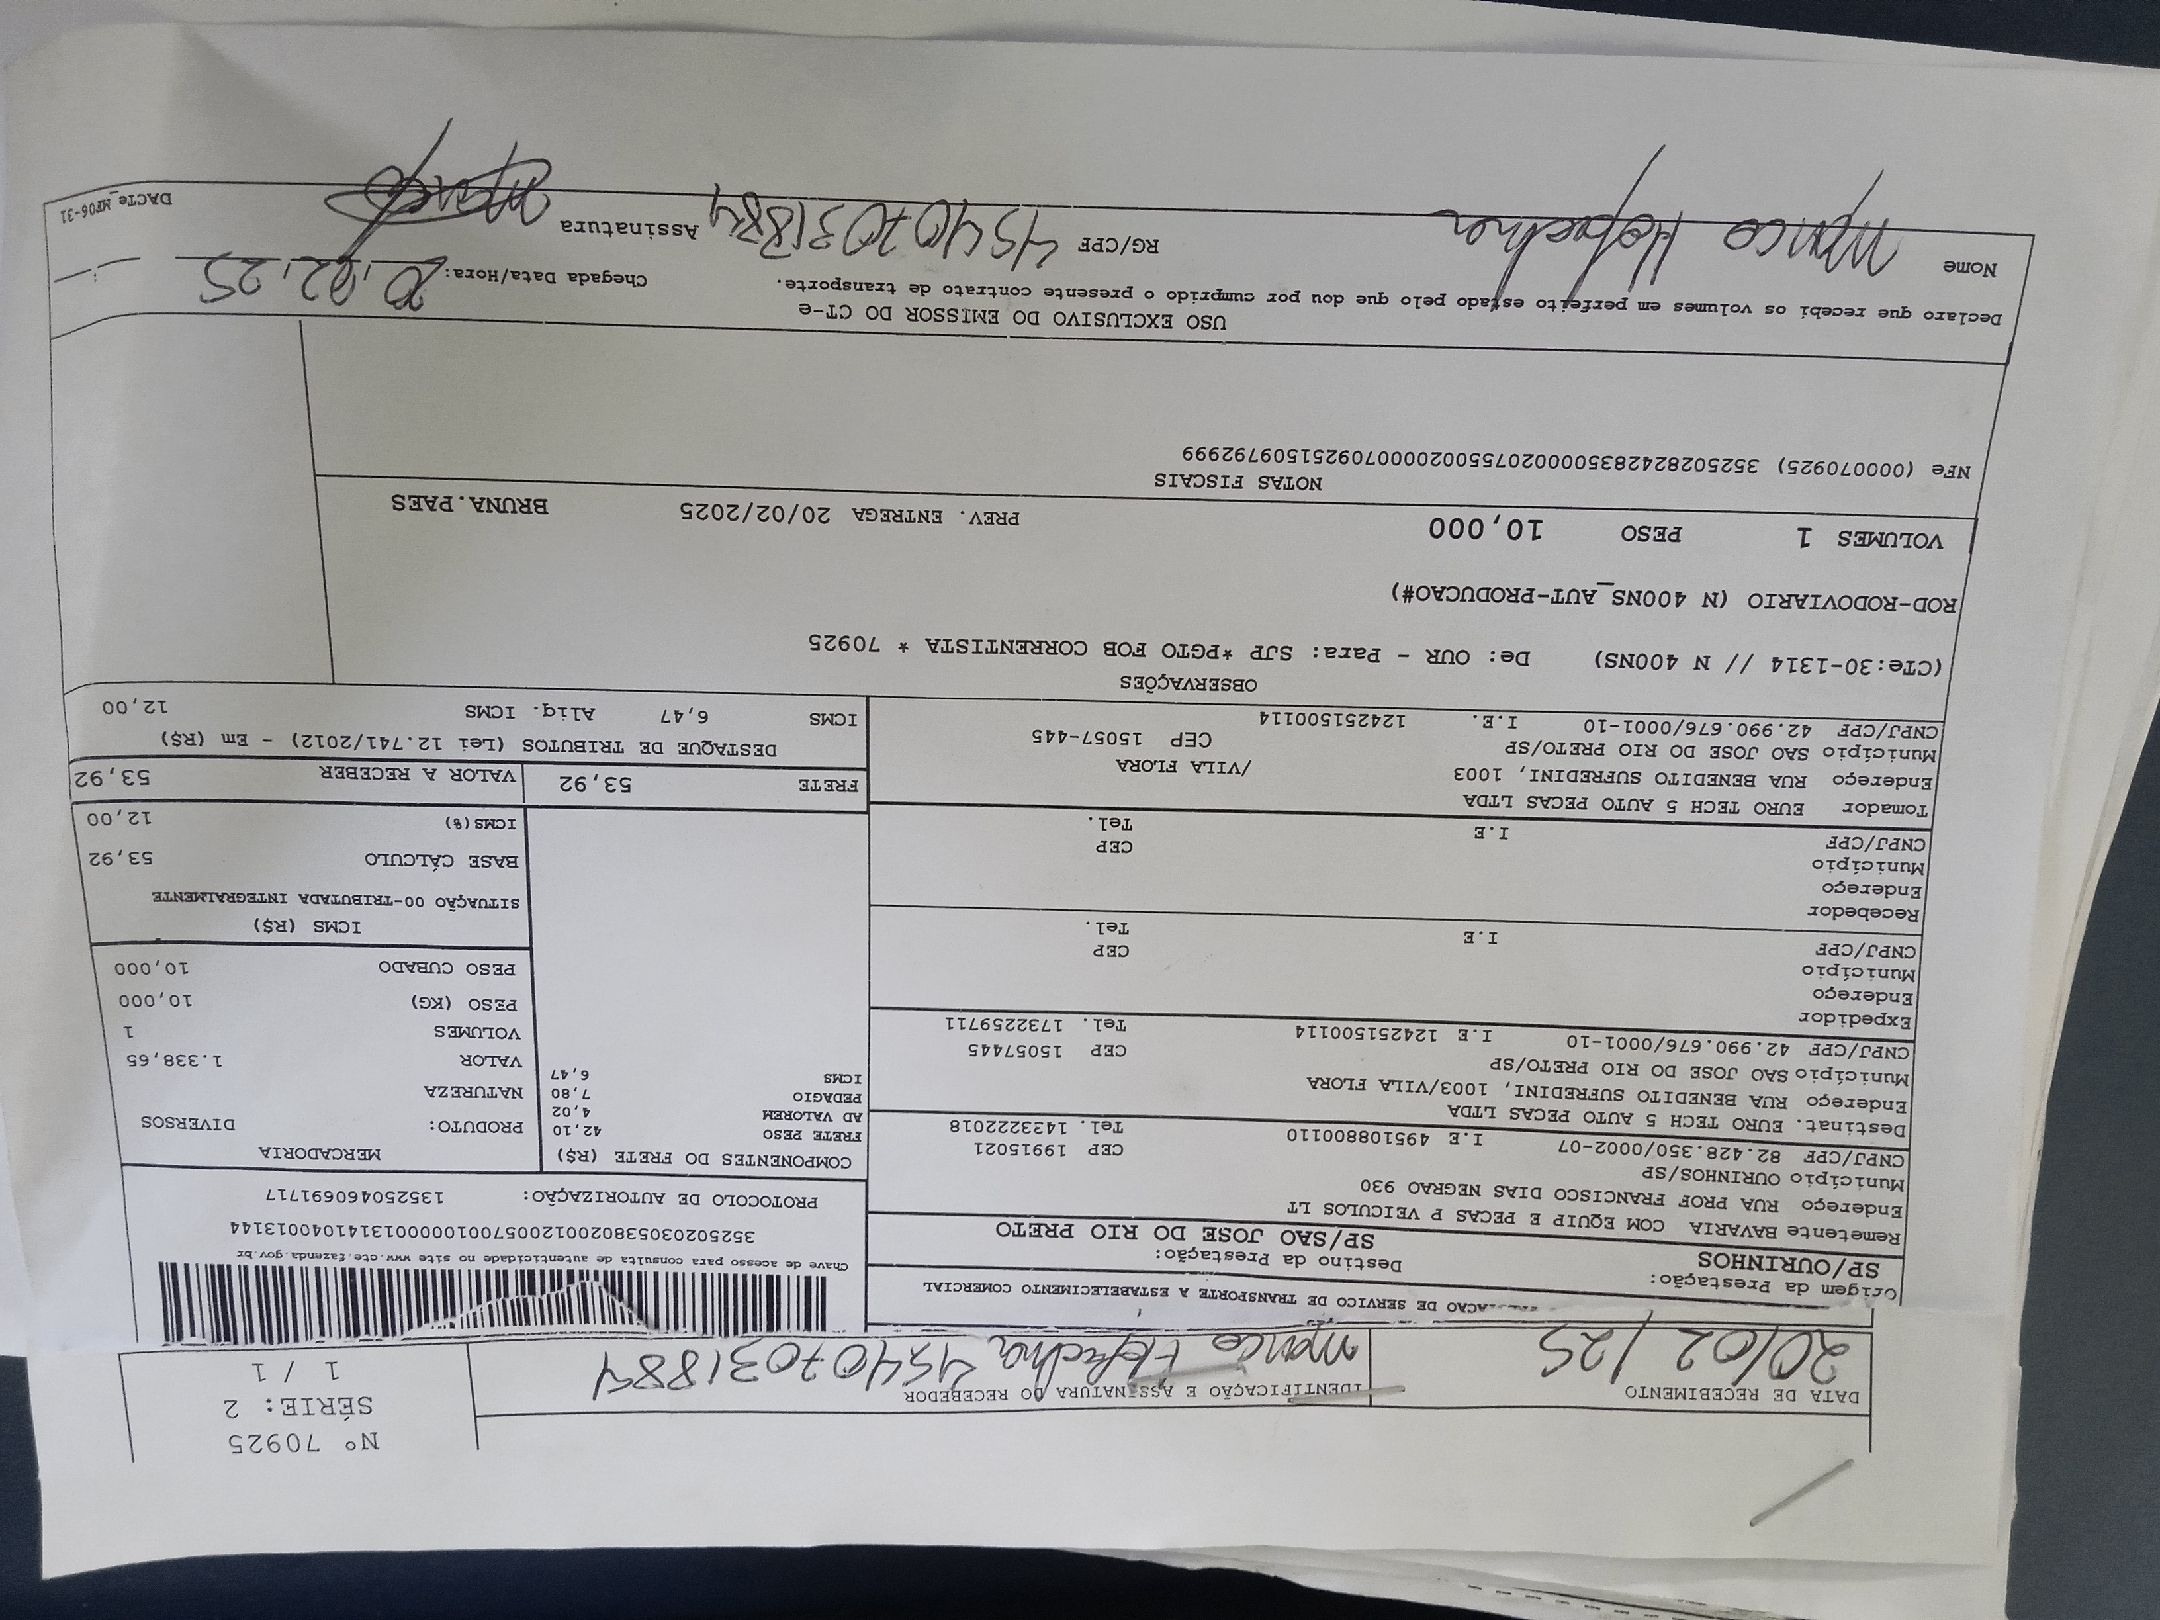 Nº 70925
SÉRIE: 2
1 / 1
DATA DE RECEBIMENTO
20/02/25
IDENTIFICAÇÃO E ASSINATURA DO RECEBEDOR
45407031889
DE SERVICO DE TRANSPORTE A ESTABELECIMENTO COMERCIAL
Origem da Prestação:
SP/OURINHOS
Destino da Prestação:
SP/SAO JOSE DO RIO PRETO
Chave de acesso para consulta de autenticidade no site www.cte.fazenda.gov.br
PROTOCOLO DE AUTORIZAÇÃO: 135250460691717
Remetente BAVARIA COM EQUIP E PECAS P VEICULOS LT
Endereço RUA PROF FRANCISCO DIAS NEGRAO 930
Município OURINHOS/SP CEP 19915021
CNPJ/CPF 82.428.350/0002-07 I.E 495108800110 Tel. 1433222018
Destinat. EURO TECH 5 AUTO PECAS LTDA
Endereço RUA BENEDITO SUFREDINI, 1003/VILA FLORA
Município SAO JOSE DO RIO PRETO/SP CEP 15057445
CNPJ/CPF 42.990.676/0001-10 I.E 124251500114 Tel. 1732259711
Expedidor
Endereço
Município CEP
CNPJ/CPF I.E Tel.
Recebedor
Endereço
Município CEP
CNPJ/CPF I.E Tel.
Tomador EURO TECH 5 AUTO PECAS LTDA
Endereço RUA BENEDITO SUFREDINI, 1003 /VILA FLORA
Município SAO JOSE DO RIO PRETO/SP CEP 15057-445
CNPJ/CPF 42.990.676/0001-10 I.E. 124251500114
COMPONENTES DO FRETE (R$)
FRETE PESO 42,10
AD VALOREM 4,02
PEDAGIO 7,80
ICMS 6,47
MERCADORIA
PRODUTO: DIVERSOS
NATUREZA
VALOR 1.338,65
VOLUMES 1
PESO (KG) 10,000
PESO CUBADO 10,000
ICMS (R$)
SITUAÇÃO 00-TRIBUTADA INTEGRALMENTE
BASE CÁLCULO 53,92
ICMS(%) 12,00
FRETE 53,92 VALOR A RECEBER 53,92
DESTAQUE DE TRIBUTOS (Lei 12.741/2012) - Em (R$)
ICMS 6,47 Aliq. ICMS 12,00
OBSERVAÇÕES
(CTe:30-1314 // N 400NS) De: OUR - Para: SJP *PGTO FOB CORRENTISTA * 70925
ROD-RODOVIARIO (N 400NS_AUT-PRODUCAO#)
VOLUMES 1 PESO 10,000 PREV. ENTREGA 20/02/2025 BRUNA.PAES
NOTAS FISCAIS
NFe (000070925) 35250282428350000207550020000709251509792999
USO EXCLUSIVO DO EMISSOR DO CT-e
Declaro que recebi os volumes em perfeito estado pelo que dou por cumprido o presente contrato de transporte.
Chegada Data/Hora: 20,02,25
Nome RG/CPF 45407031889 Assinatura
DACTe_MF06-31